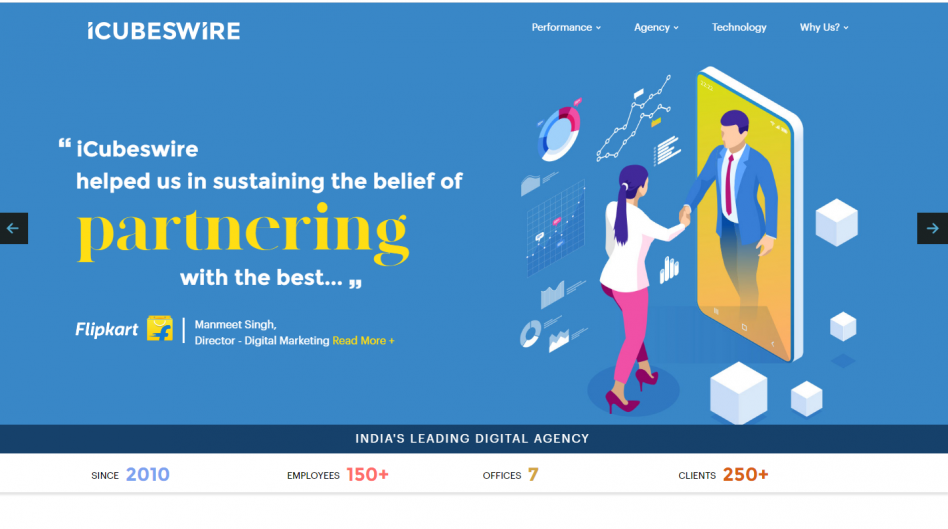 iCUBESWiRE
Performance
Agency
Technology
Why Us?
“ iCubeswire
helped us in sustaining the belief of
partnering
with the best... ”
Flipkart
Manmeet Singh,
Director - Digital Marketing Read More +
INDIA'S LEADING DIGITAL AGENCY
SINCE 2010
EMPLOYEES 150+
OFFICES 7
CLIENTS 250+